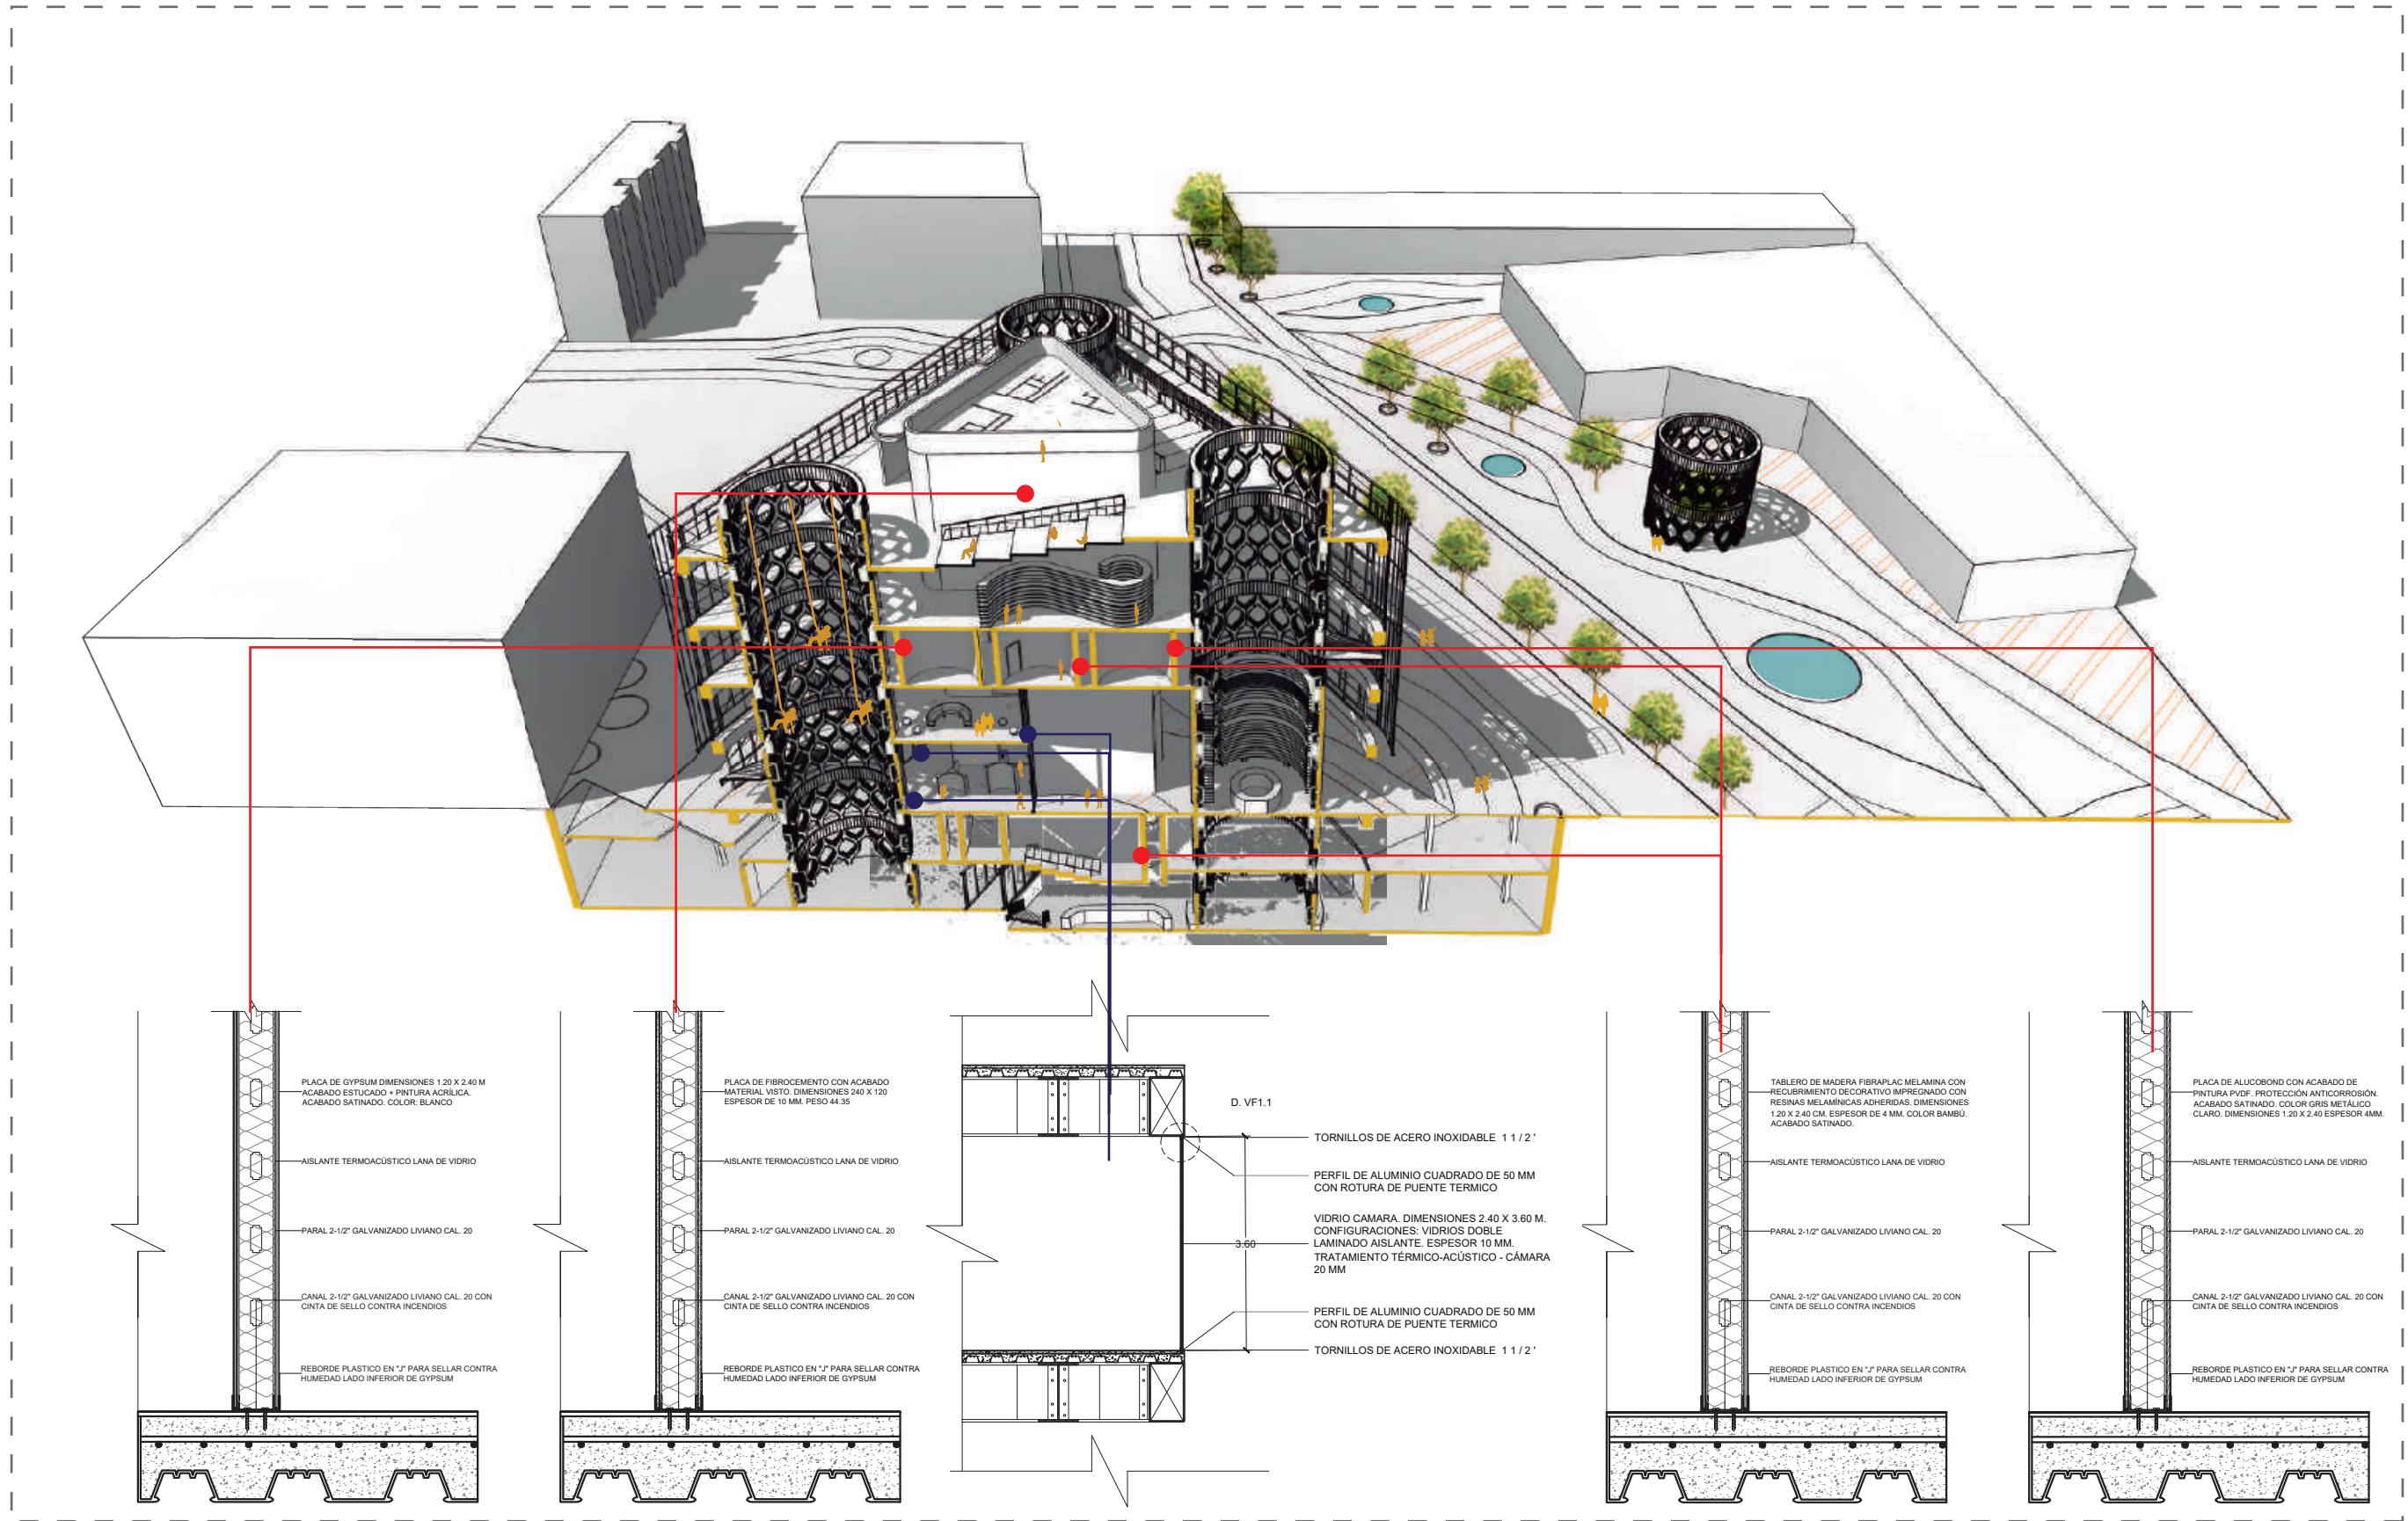 PLACA DE GYPSUM DIMENSIONES 1.20 X 2.40 M
ACABADO ESTUCADO + PINTURA ACRÍLICA.
ACABADO SATINADO. COLOR: BLANCO
AISLANTE TERMOACÚSTICO LANA DE VIDRIO
PARAL 2-1/2" GALVANIZADO LIVIANO CAL. 20
CANAL 2-1/2" GALVANIZADO LIVIANO CAL. 20 CON
CINTA DE SELLO CONTRA INCENDIOS
REBORDE PLASTICO EN "J" PARA SELLAR CONTRA
HUMEDAD LADO INFERIOR DE GYPSUM
PLACA DE FIBROCEMENTO CON ACABADO
MATERIAL VISTO. DIMENSIONES 240 X 120
ESPESOR DE 10 MM. PESO 44.35
AISLANTE TERMOACÚSTICO LANA DE VIDRIO
PARAL 2-1/2" GALVANIZADO LIVIANO CAL. 20
CANAL 2-1/2" GALVANIZADO LIVIANO CAL. 20 CON
CINTA DE SELLO CONTRA INCENDIOS
REBORDE PLASTICO EN "J" PARA SELLAR CONTRA
HUMEDAD LADO INFERIOR DE GYPSUM
D. VF1.1
TORNILLOS DE ACERO INOXIDABLE 1 1 / 2 '
PERFIL DE ALUMINIO CUADRADO DE 50 MM
CON ROTURA DE PUENTE TERMICO
VIDRIO CAMARA. DIMENSIONES 2.40 X 3.60 M.
CONFIGURACIONES: VIDRIOS DOBLE
LAMINADO AISLANTE. ESPESOR 10 MM.
TRATAMIENTO TÉRMICO-ACÚSTICO - CÁMARA
20 MM
3.60
PERFIL DE ALUMINIO CUADRADO DE 50 MM
CON ROTURA DE PUENTE TERMICO
TORNILLOS DE ACERO INOXIDABLE 1 1 / 2 '
TABLERO DE MADERA FIBRAPLAC MELAMINA CON
RECUBRIMIENTO DECORATIVO IMPREGNADO CON
RESINAS MELAMÍNICAS ADHERIDAS. DIMENSIONES
1.20 X 2.40 CM. ESPESOR DE 4 MM. COLOR BAMBÚ.
ACABADO SATINADO.
AISLANTE TERMOACÚSTICO LANA DE VIDRIO
PARAL 2-1/2" GALVANIZADO LIVIANO CAL. 20
CANAL 2-1/2" GALVANIZADO LIVIANO CAL. 20 CON
CINTA DE SELLO CONTRA INCENDIOS
REBORDE PLASTICO EN "J" PARA SELLAR CONTRA
HUMEDAD LADO INFERIOR DE GYPSUM
PLACA DE ALUCOBOND CON ACABADO DE
PINTURA PVDF. PROTECCIÓN ANTICORROSIÓN.
ACABADO SATINADO. COLOR GRIS METÁLICO
CLARO. DIMENSIONES 1.20 X 2.40 ESPESOR 4MM.
AISLANTE TERMOACÚSTICO LANA DE VIDRIO
PARAL 2-1/2" GALVANIZADO LIVIANO CAL. 20
CANAL 2-1/2" GALVANIZADO LIVIANO CAL. 20 CON
CINTA DE SELLO CONTRA INCENDIOS
REBORDE PLASTICO EN "J" PARA SELLAR CONTRA
HUMEDAD LADO INFERIOR DE GYPSUM